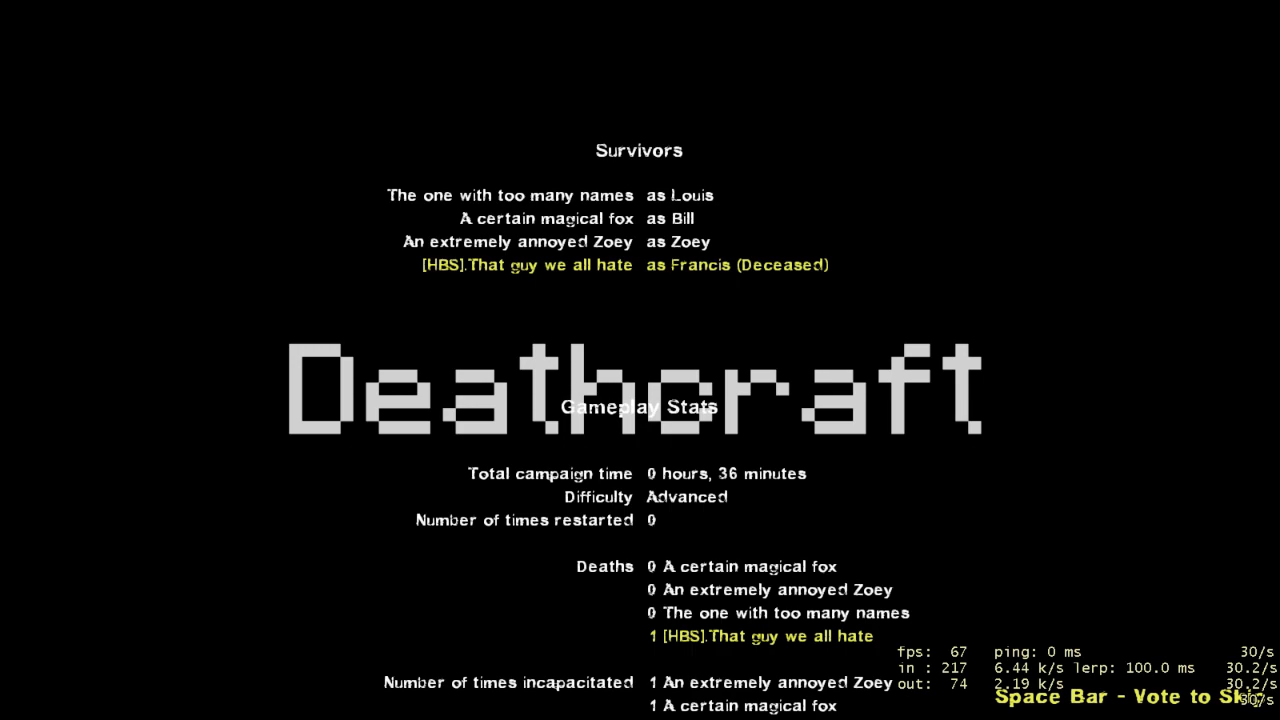 Survivors
The one with too many names as Louis
A certain magical fox as Bill
An extremely annoyed Zoey as Zoey
[HBS].That guy we all hate as Francis (Deceased)
Deathcraft
Gameplay Stats
Total campaign time 0 hours, 36 minutes
Difficulty Advanced
Number of times restarted 0
Deaths 0 A certain magical fox
0 An extremely annoyed Zoey
0 The one with too many names
1 [HBS].That guy we all hate
fps: 67 ping: 0 ms 30/s
in : 217 6.44 k/s lerp: 100.0 ms 30.2/s
out: 74 2.19 k/s 30.2/s
Number of times incapacitated 1 An extremely annoyed Zoey
Space Bar - Vote to Skip
30/s
1 A certain magical fox